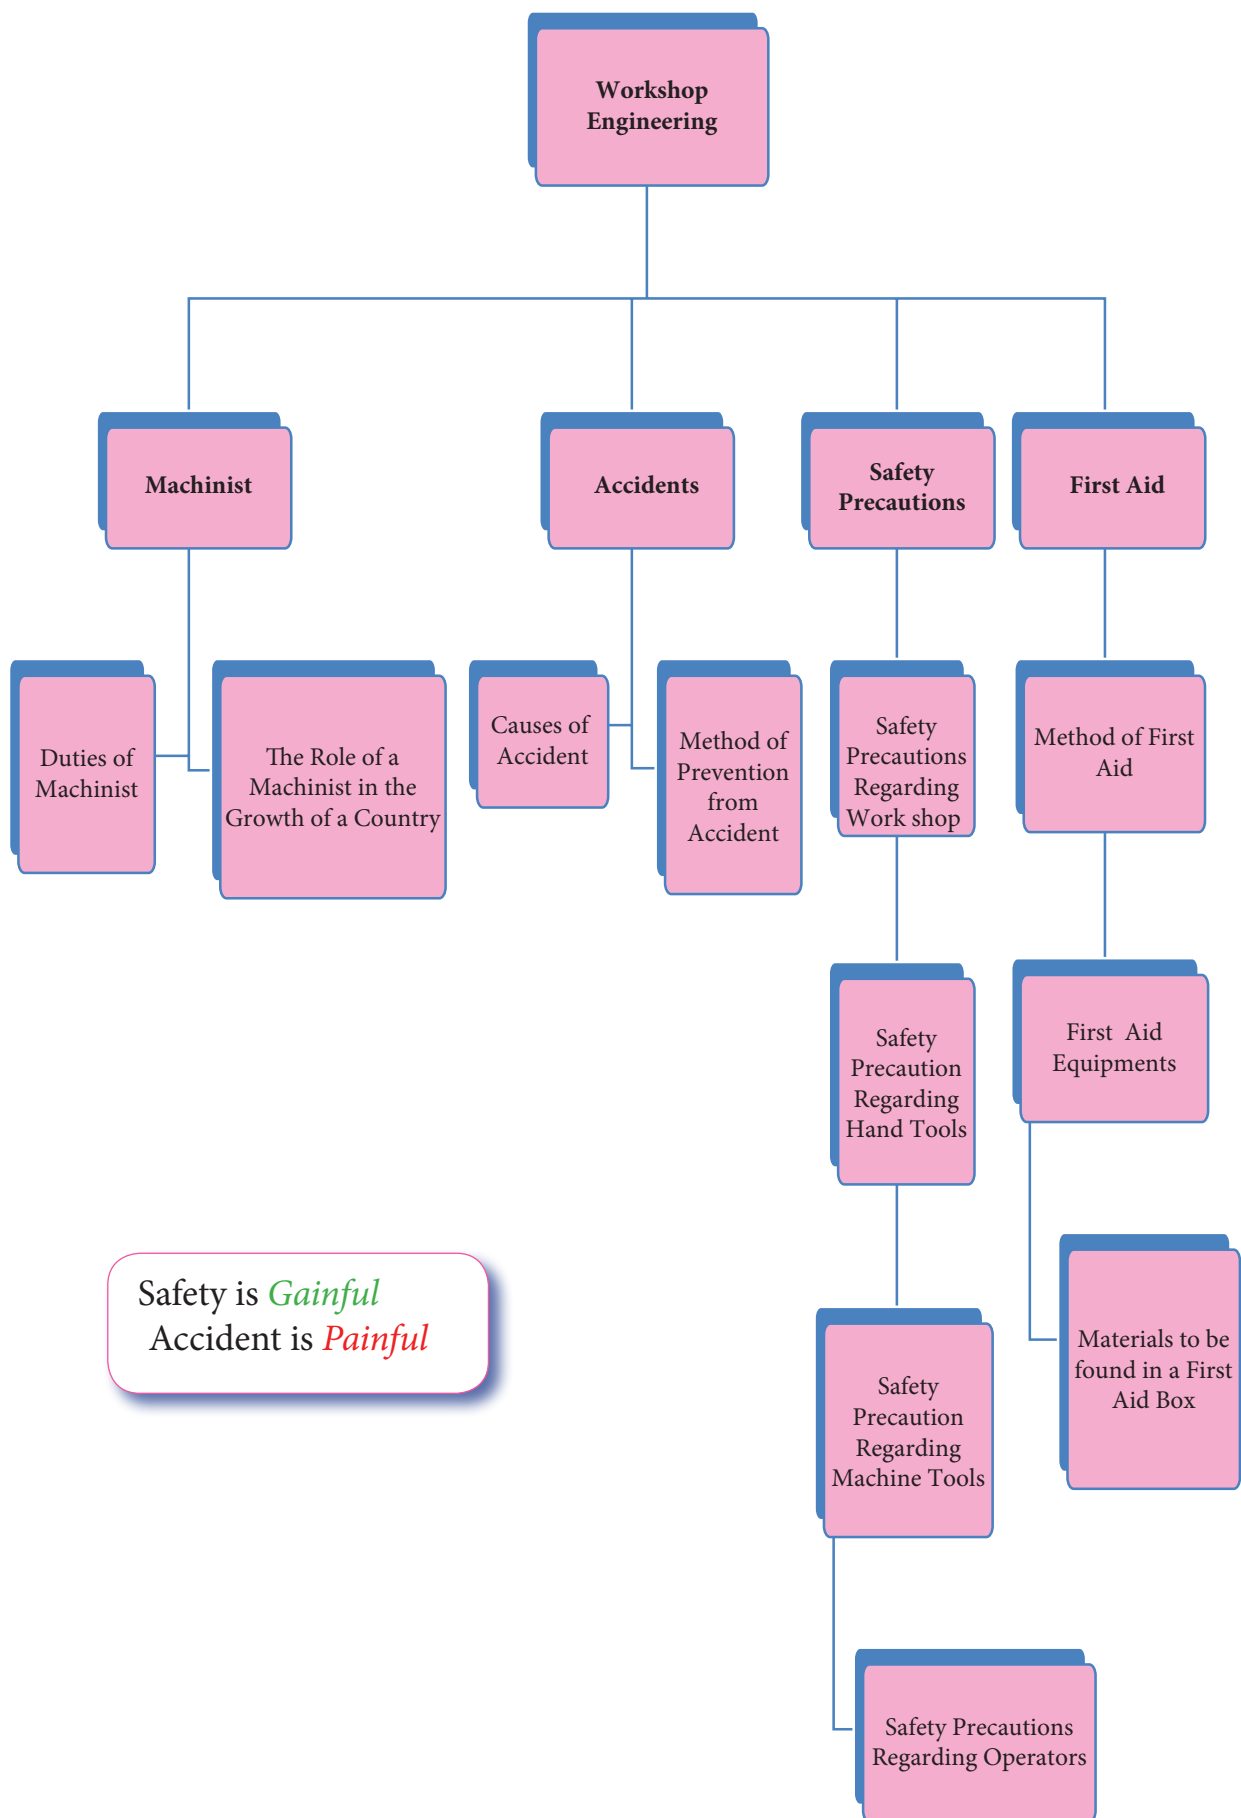 Workshop
Engineering
Machinist
Accidents
Safety
Precautions
First Aid
Duties of
Machinist
The Role of a
Machinist in the
Growth of a Country
Causes of
Accident
Method of
Prevention
from
Accident
Safety
Precautions
Regarding
Work shop
Method of First
Aid
Safety
Precaution
Regarding
Hand Tools
First Aid
Equipments
Safety is Gainful
Accident is Painful
Safety
Precaution
Regarding
Machine Tools
Materials to be
found in a First
Aid Box
Safety Precautions
Regarding Operators